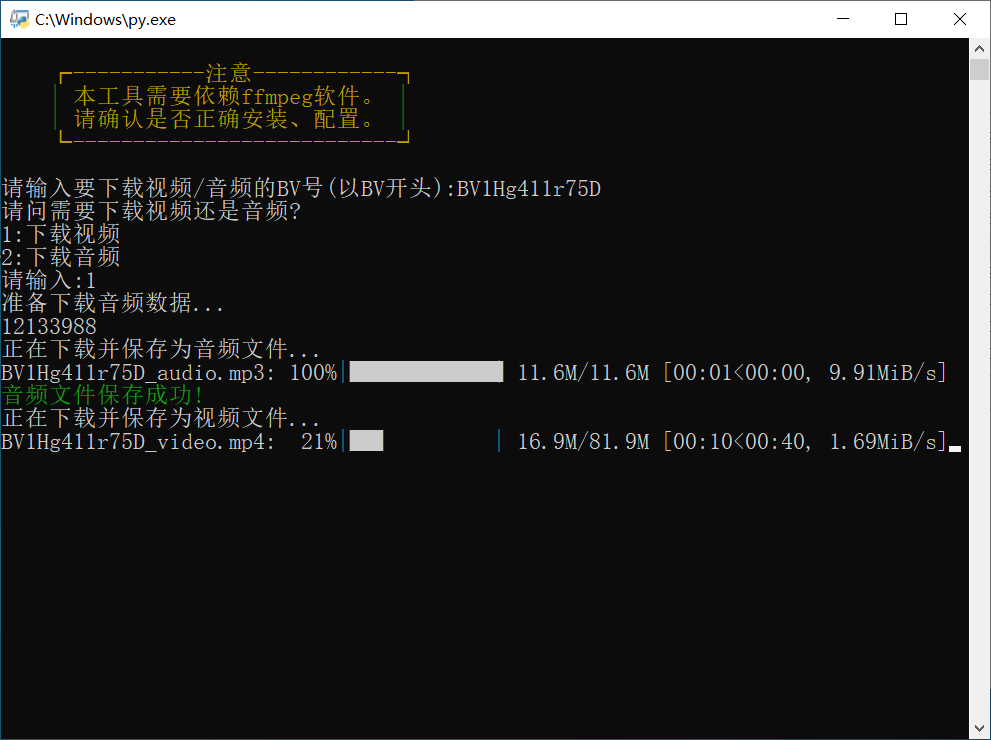 C:\Windows\py.exe
┏-----------注意------------┓
│ 本工具需要依赖ffmpeg软件。 │
│ 请确认是否正确安装、配置。 │
┗---------------------------┛
请输入要下载视频/音频的BV号(以BV开头):BV1Hg411r75D
请问需要下载视频还是音频?
1:下载视频
2:下载音频
请输入:1
准备下载音频数据...
12133988
正在下载并保存为音频文件...
BV1Hg411r75D_audio.mp3: 100%|█████████████| 11.6M/11.6M [00:01<00:00, 9.91MiB/s]
音频文件保存成功!
正在下载并保存为视频文件...
BV1Hg411r75D_video.mp4:  21%|███          | 16.9M/81.9M [00:10<00:40, 1.69MiB/s]